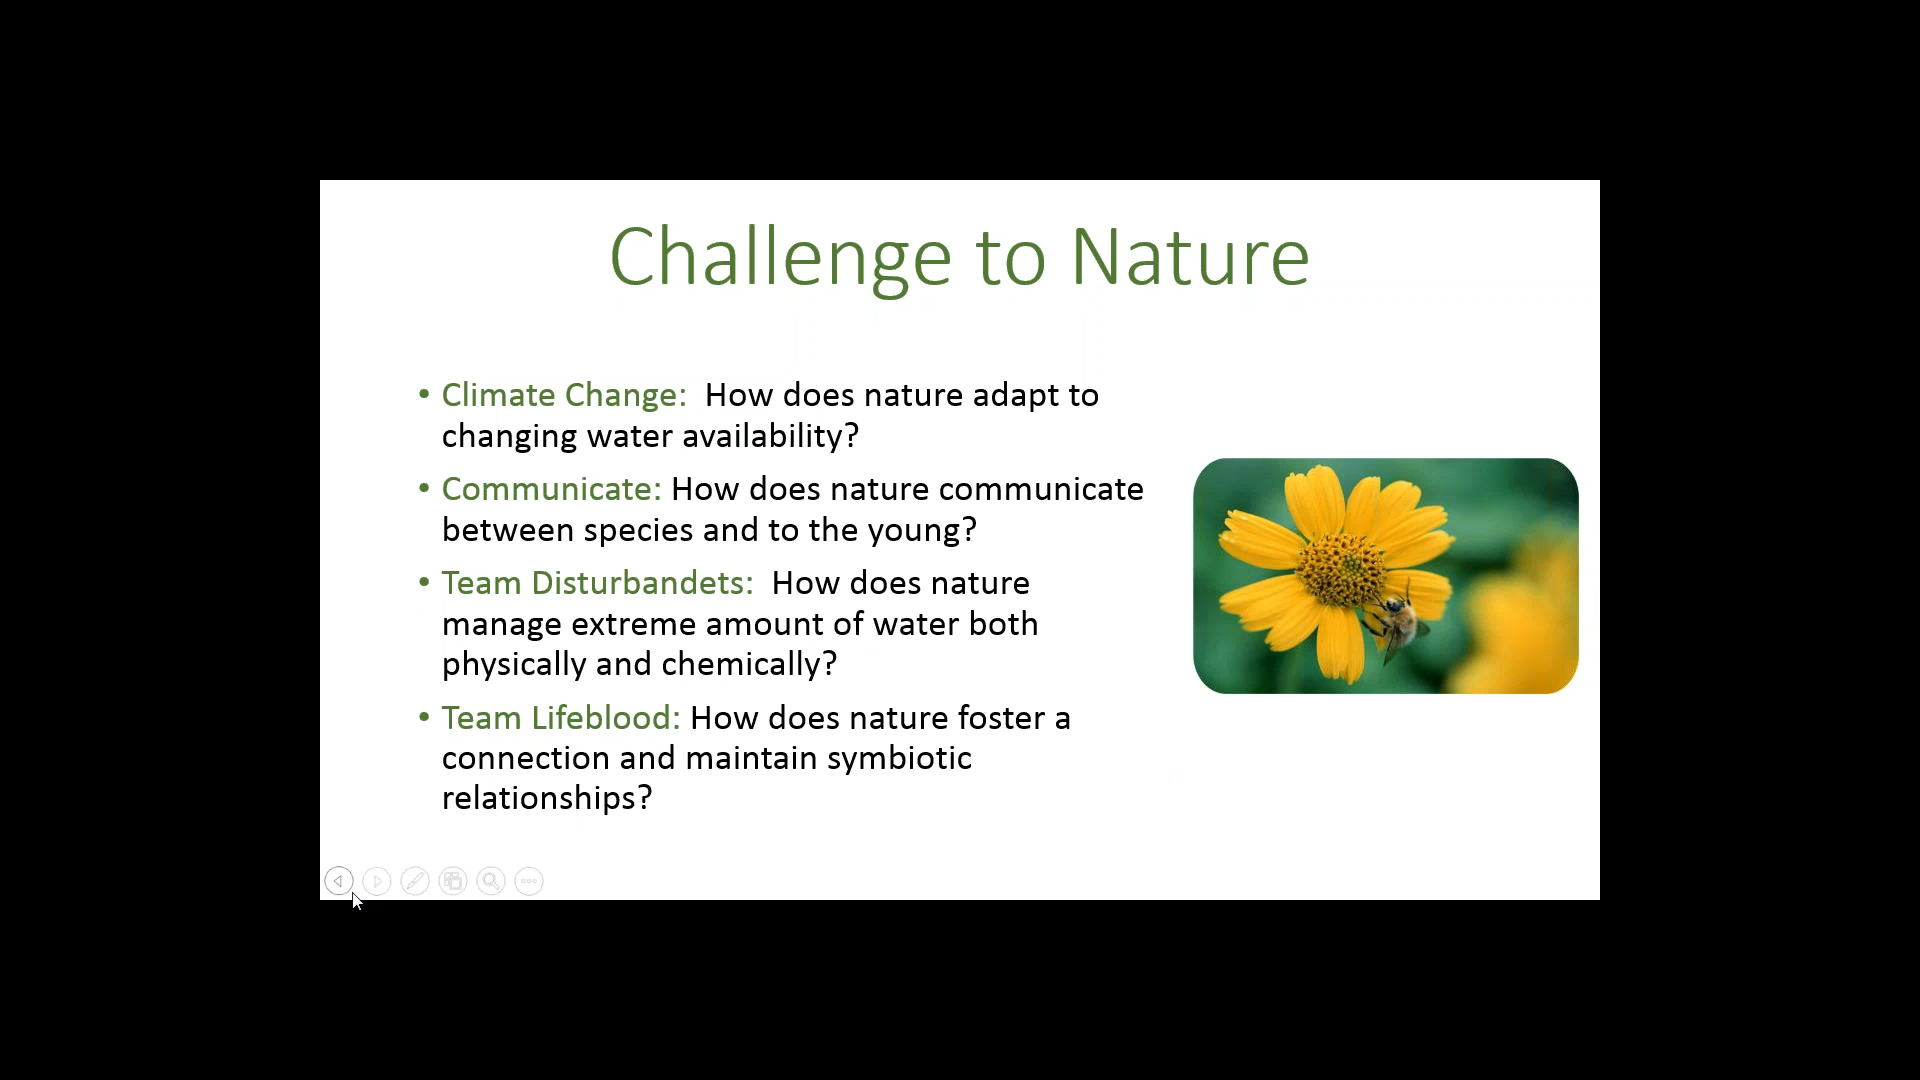 Challenge to Nature
• Climate Change:  How does nature adapt to
changing water availability?
• Communicate: How does nature communicate
between species and to the young?
• Team Disturbandets:  How does nature
manage extreme amount of water both
physically and chemically?
• Team Lifeblood: How does nature foster a
connection and maintain symbiotic
relationships?